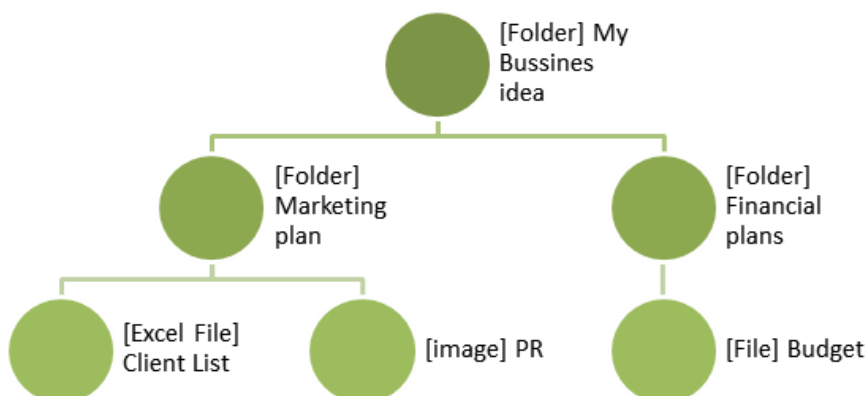 [Folder] My
Bussines
idea
[Folder]
Marketing
plan
[Folder]
Financial
plans
[Excel File]
Client List
[image] PR
[File] Budget